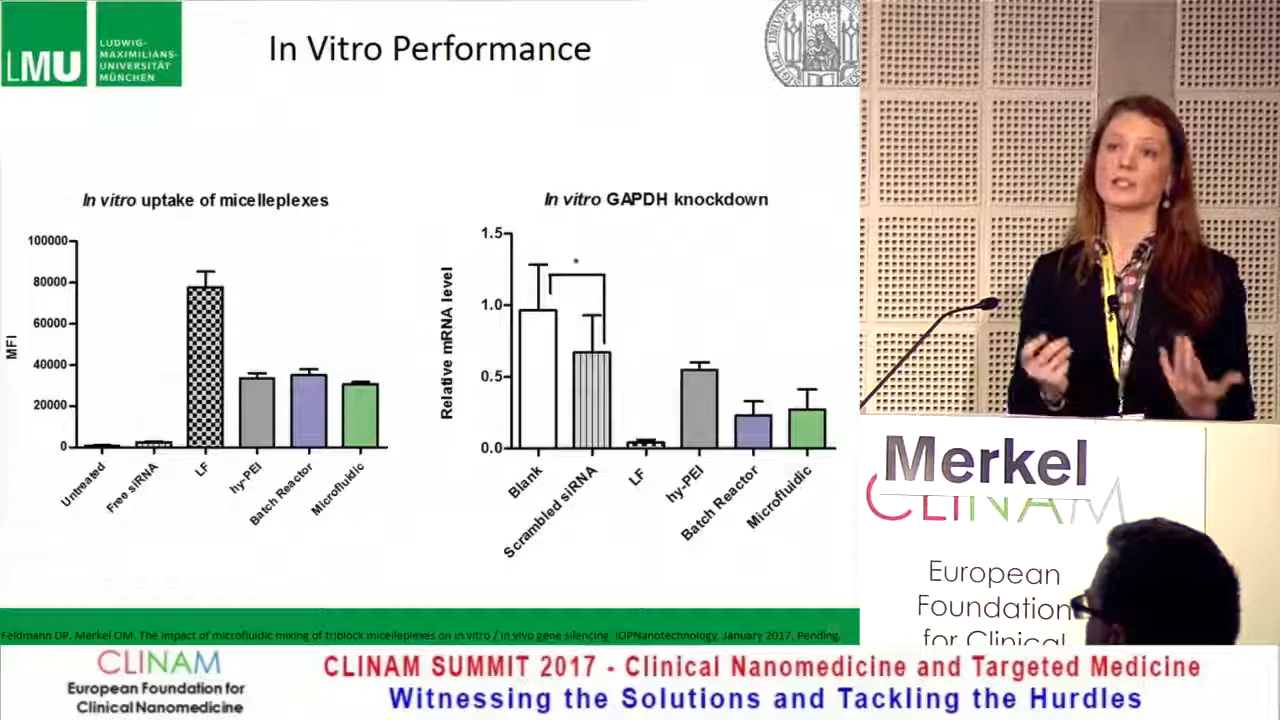 LMU
LUDWIG-
MAXIMILIANS-
UNIVERSITÄT
MÜNCHEN
In Vitro Performance
In vitro uptake of micelleplexes
100000
80000
60000
40000
20000
0
MFI
Untreated
Free siRNA
LF
hy-PEI
Batch Reactor
Microfluidic
In vitro GAPDH knockdown
1.5
1.0
0.5
0.0
Relative mRNA level
*
Blank
Scrambled siRNA
LF
hy-PEI
Batch Reactor
Microfluidic
Feldmann DP, Merkel OM. The impact of microfluidic mixing of triblock micelleplexes on in vitro / in vivo gene silencing IOPNanotechnology. January 2017, Pending.
Merkel
CLINAM
European
Foundation
for Clinical
CLINAM
European Foundation for
Clinical Nanomedicine
CLINAM SUMMIT 2017 - Clinical Nanomedicine and Targeted Medicine
Witnessing the Solutions and Tackling the Hurdles